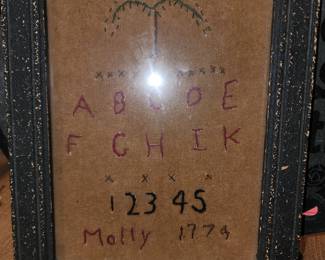 A B C D E
F G H I K
1 2 3 4 5
Molly 1774